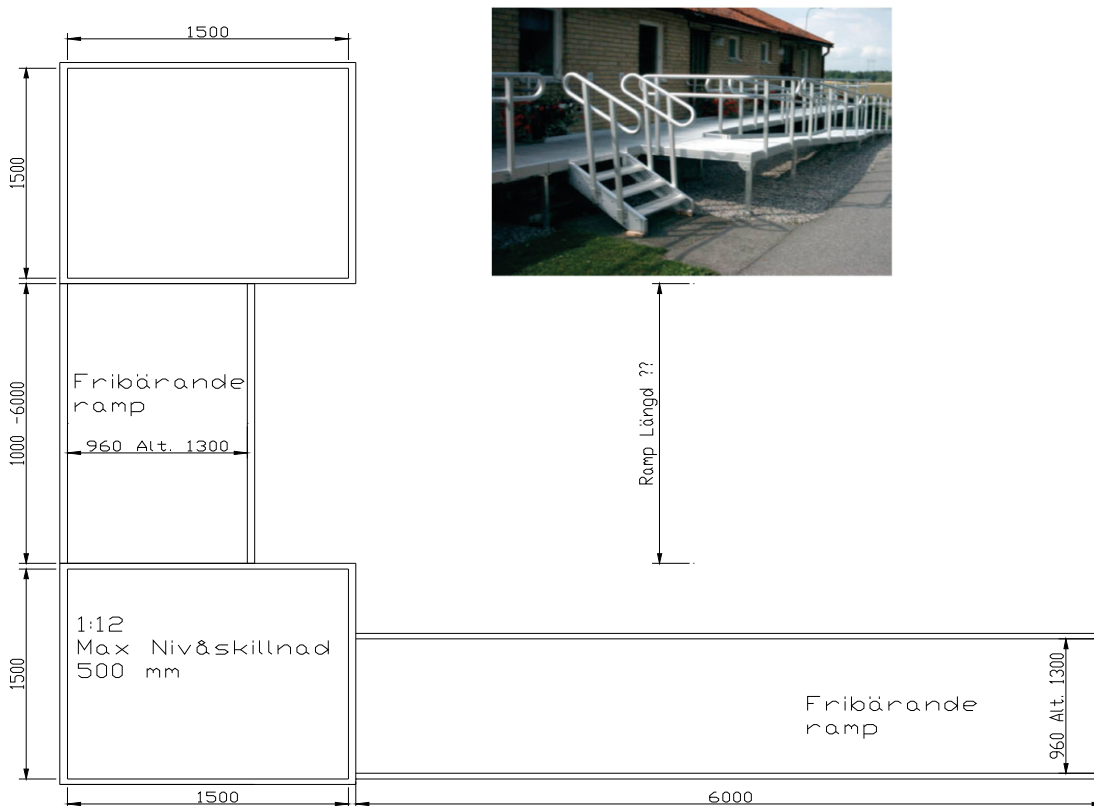 1500
1500
1000 -6000
Fribärande
ramp
960 Alt. 1300
Ramp Längd ??
1500
1:12
Max Nivåskillnad
500 mm
Fribärande
ramp
960 Alt. 1300
1500
6000